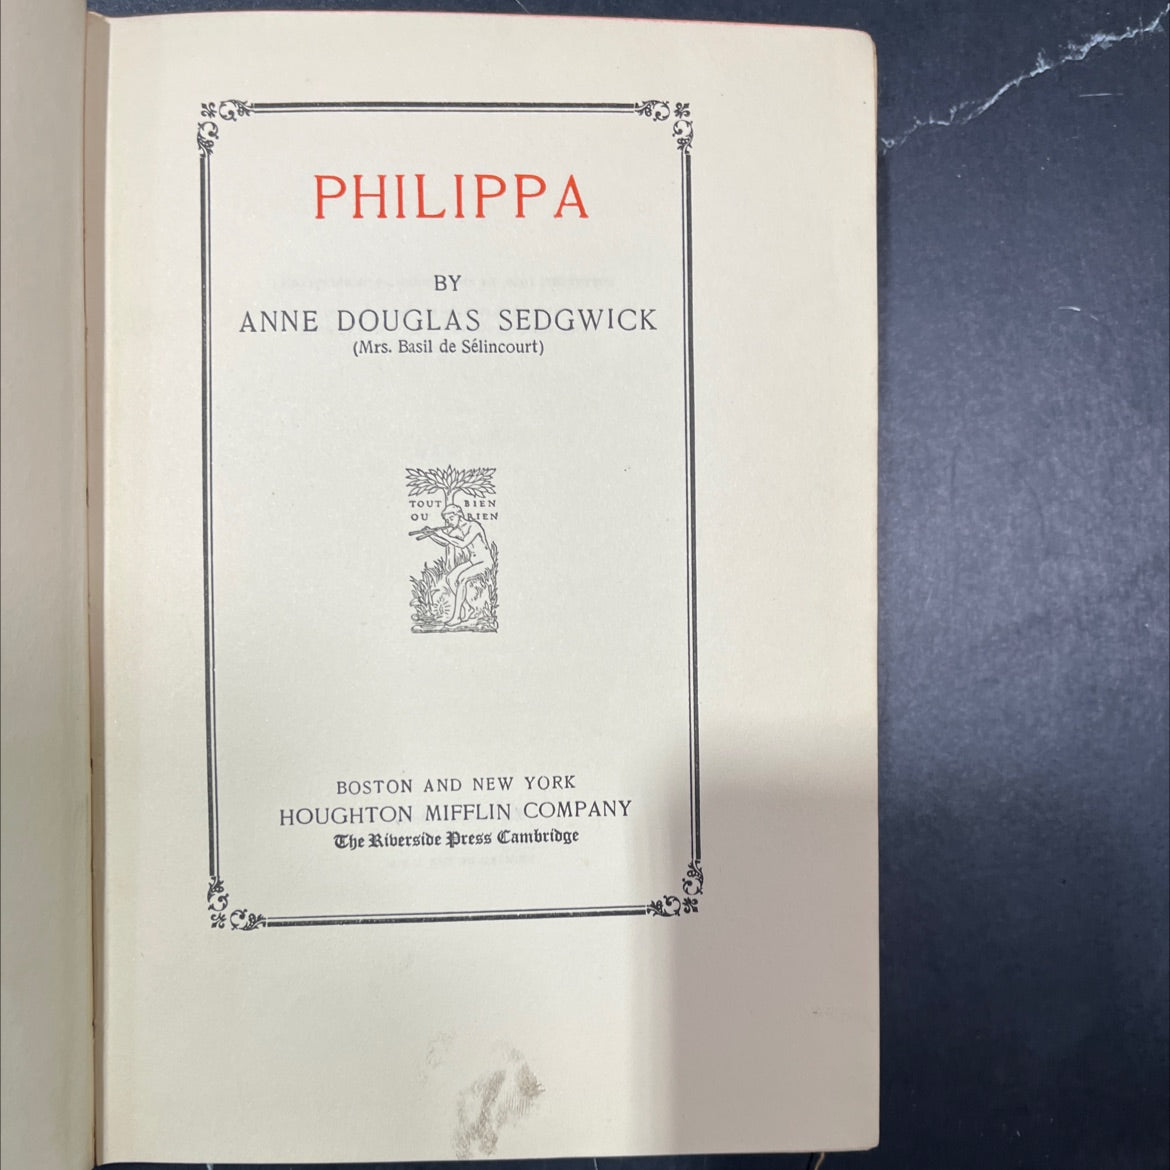 PHILIPPA
BY
ANNE DOUGLAS SEDGWICK
(Mrs. Basil de Sélincourt)
TOUT BIEN
OU RIEN
BOSTON AND NEW YORK
HOUGHTON MIFFLIN COMPANY
The Riverside Press Cambridge